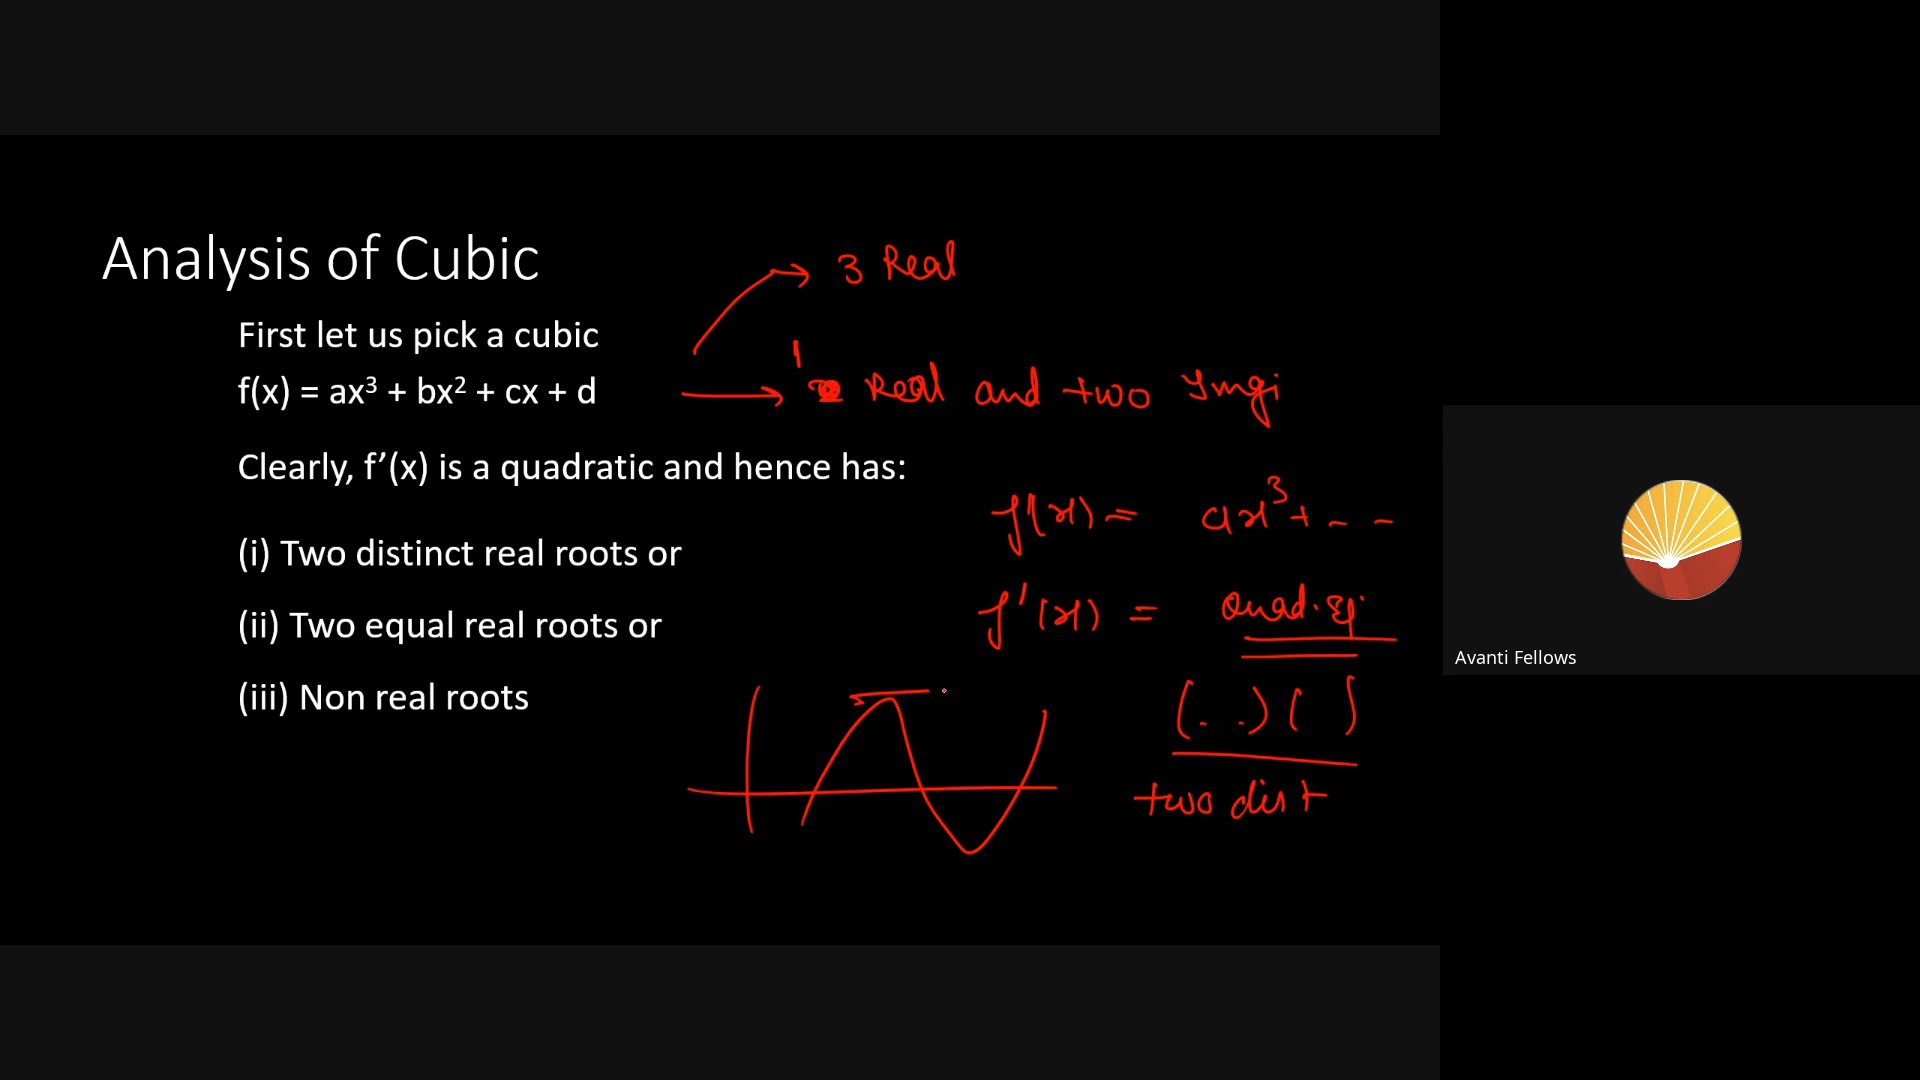 Analysis of Cubic
3 Real
First let us pick a cubic
1
f(x) = ax³ + bx² + cx + d
Real and two Imgi
Clearly, f’(x) is a quadratic and hence has:
f(x) = ax³ + - -
(i) Two distinct real roots or
f'(x) = Quad. Eq.
(ii) Two equal real roots or
(iii) Non real roots
(. .) ( )
two dist
Avanti Fellows